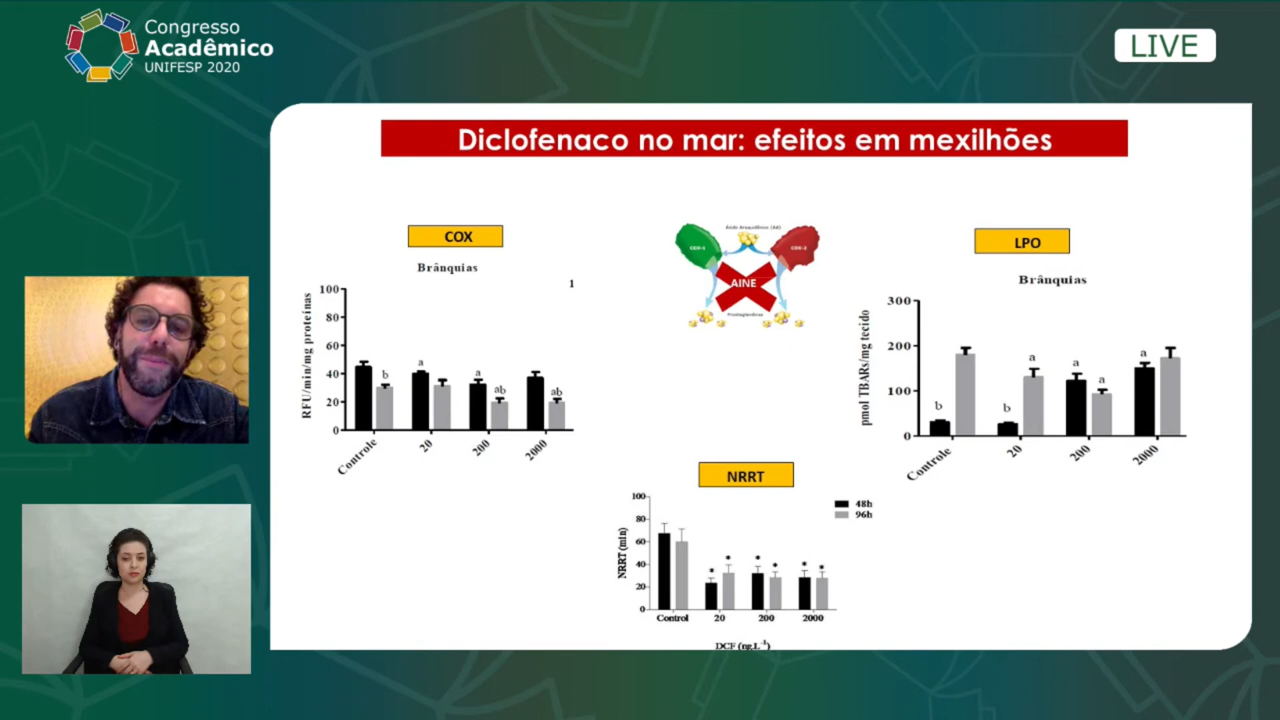 Congresso
Acadêmico
UNIFESP 2020
LIVE
Diclofenaco no mar: efeitos em mexilhões
COX
Brânquias
1
RFU/min/mg proteínas
100
80
60
40
20
0
b
a
a
ab
ab
Controle
20
200
2000
Ácido Araquidônico (AA)
COX-1
COX-2
AINE
Prostaglandinas
LPO
Brânquias
pmol TBARs/mg tecido
300
200
100
0
b
b
a
a
a
a
Controle
20
200
2000
NRRT
NRRT (min)
100
80
60
40
20
0
* * * * * *
48h
96h
Control
20
200
2000
DCF (ng.L⁻¹)